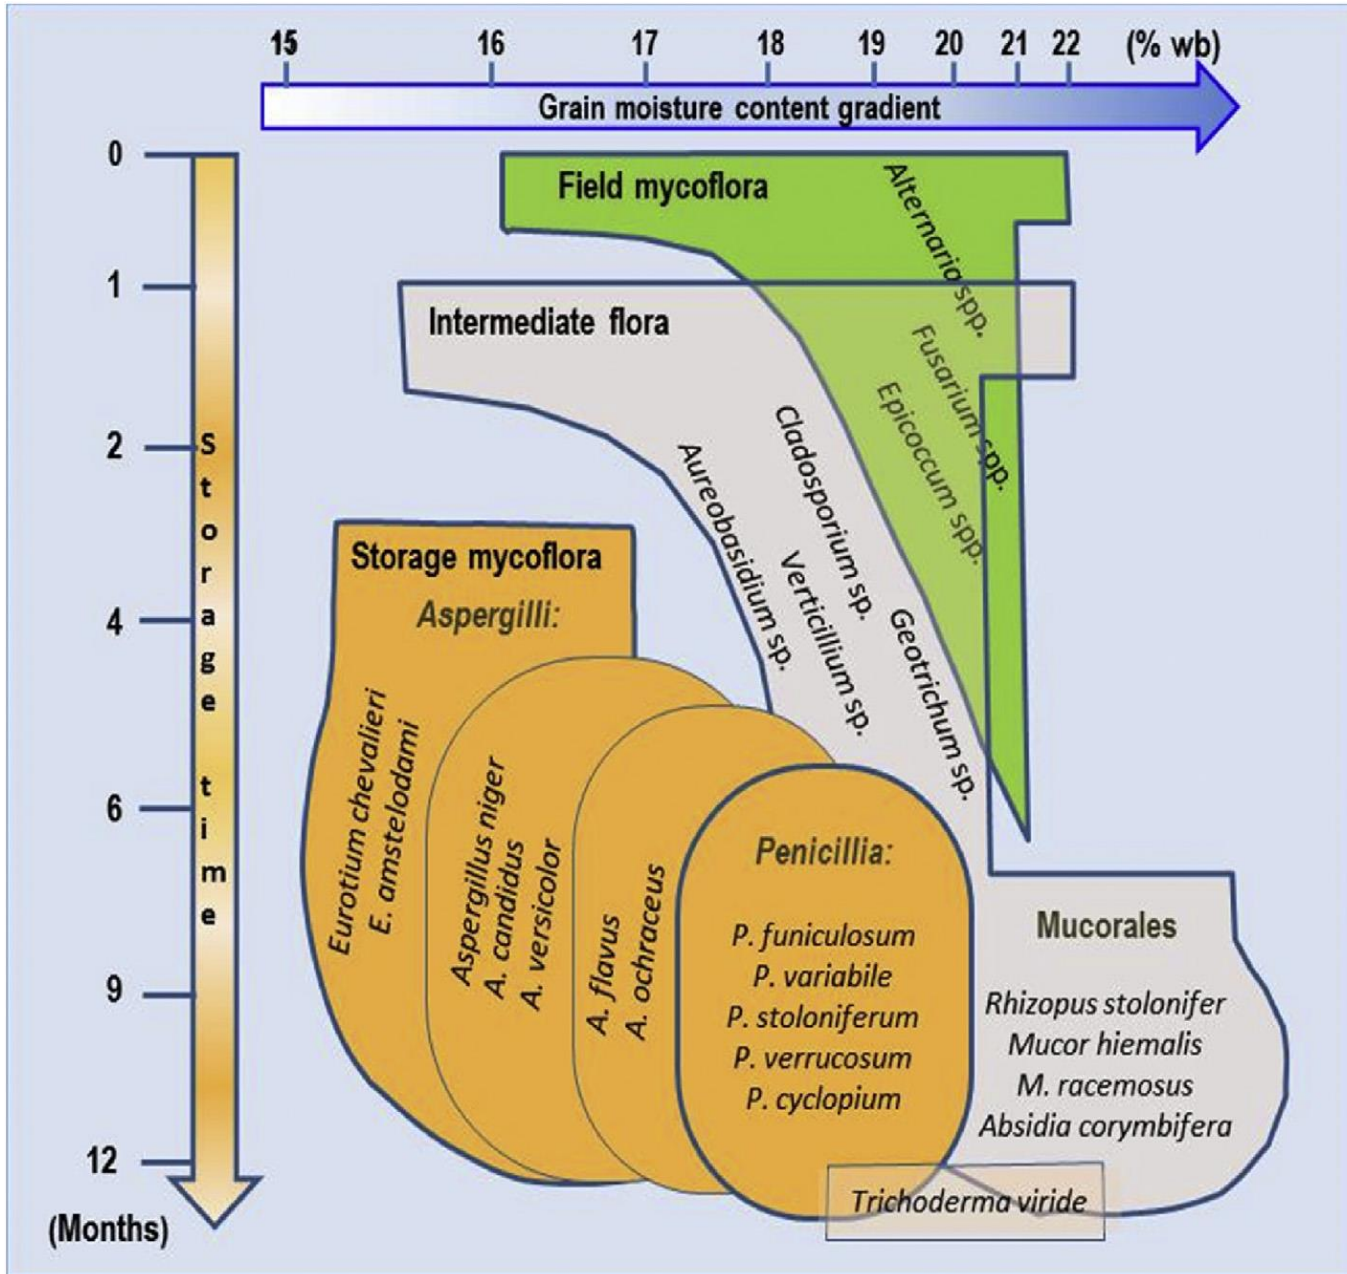 15 16 17 18 19 20 21 22 (% wb)
Grain moisture content gradient
0
1
2
4
6
9
12
(Months)
Storage time
Field mycoflora
Alternaria spp.
Fusarium spp.
Epicoccum spp.
Intermediate flora
Cladosporium sp.
Aureobasidium sp.
Verticillium sp.
Geotrichum sp.
Storage mycoflora
Aspergilli:
Eurotium chevalieri
E. amstelodami
Aspergillus niger
A. candidus
A. versicolor
A. flavus
A. ochraceus
Penicillia:
P. funiculosum
P. variabile
P. stoloniferum
P. verrucosum
P. cyclopium
Mucorales
Rhizopus stolonifer
Mucor hiemalis
M. racemosus
Absidia corymbifera
Trichoderma viride